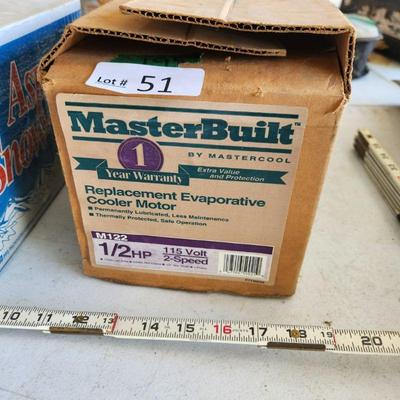 Lot # 51
MasterBuilt™
BY MASTERCOOL
1
Year Warranty
Extra Value
and Protection
Replacement Evaporative
Cooler Motor
■ Permanently Lubricated, Less Maintenance
■ Thermally Protected, Safe Operation
M122
1/2HP
115 Volt
2-Speed
10 11 12 13 14 15 16 17 18 19 20